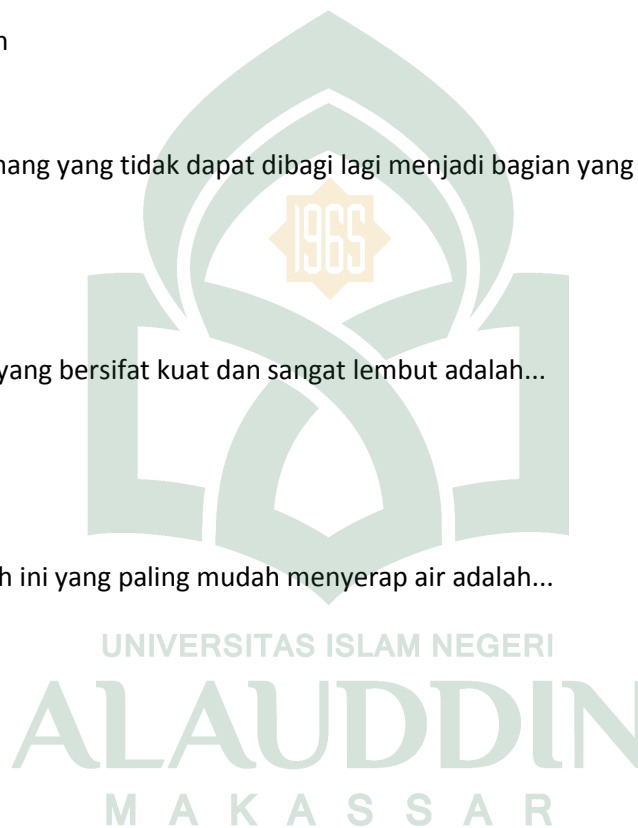 nang yang tidak dapat dibagi lagi menjadi bagian yang
1965
yang bersifat kuat dan sangat lembut adalah...
h ini yang paling mudah menyerap air adalah...
UNIVERSITAS ISLAM NEGERI
ALAUDDIN
MAKASSAR